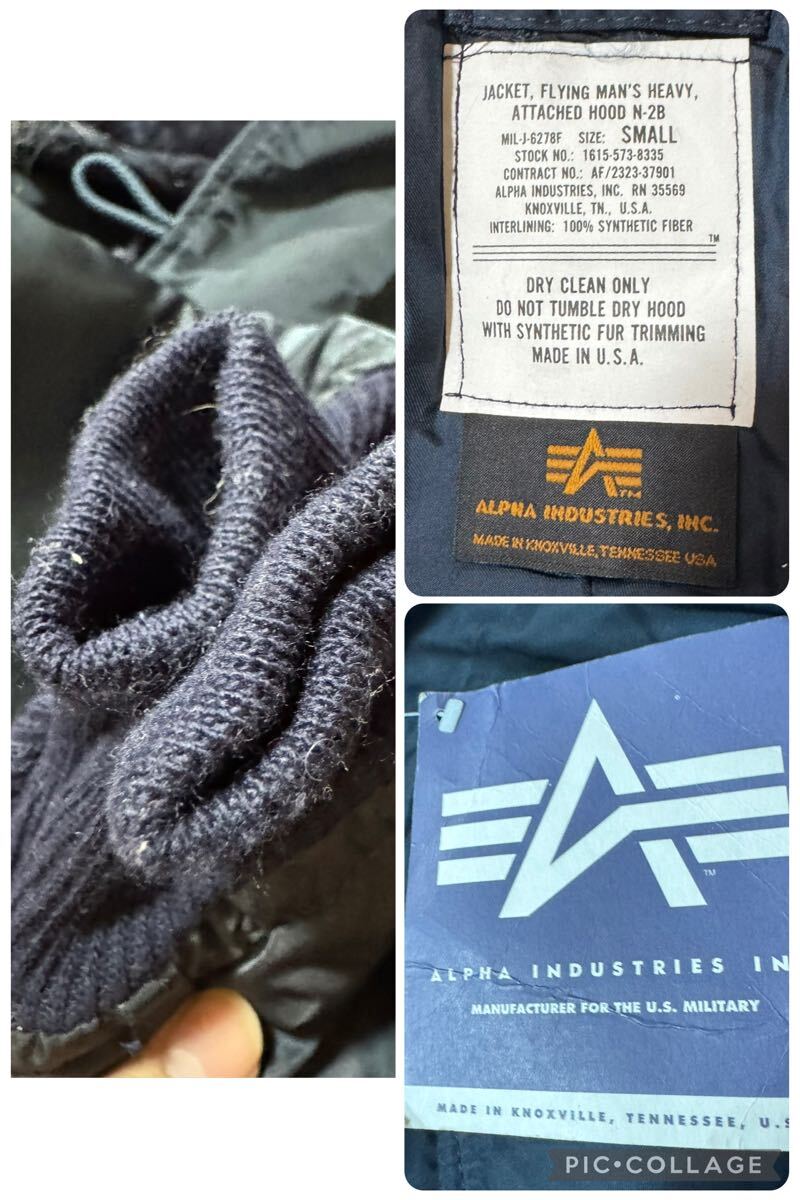 JACKET, FLYING MAN'S HEAVY,
ATTACHED HOOD N-2B
MIL-J-6278F SIZE: SMALL
STOCK NO.: 1615-573-8335
CONTRACT NO.: AF/2323-37901
ALPHA INDUSTRIES, INC. RN 35569
KNOXVILLE, TN., U.S.A.
INTERLINING: 100% SYNTHETIC FIBER
TM
DRY CLEAN ONLY
DO NOT TUMBLE DRY HOOD
WITH SYNTHETIC FUR TRIMMING
MADE IN U.S.A.
TM
ALPHA INDUSTRIES, INC.
MADE IN KNOXVILLE, TENNESSEE USA
TM
ALPHA INDUSTRIES IN
MANUFACTURER FOR THE U.S. MILITARY
MADE IN KNOXVILLE, TENNESSEE, U.S
PIC•COLLAGE